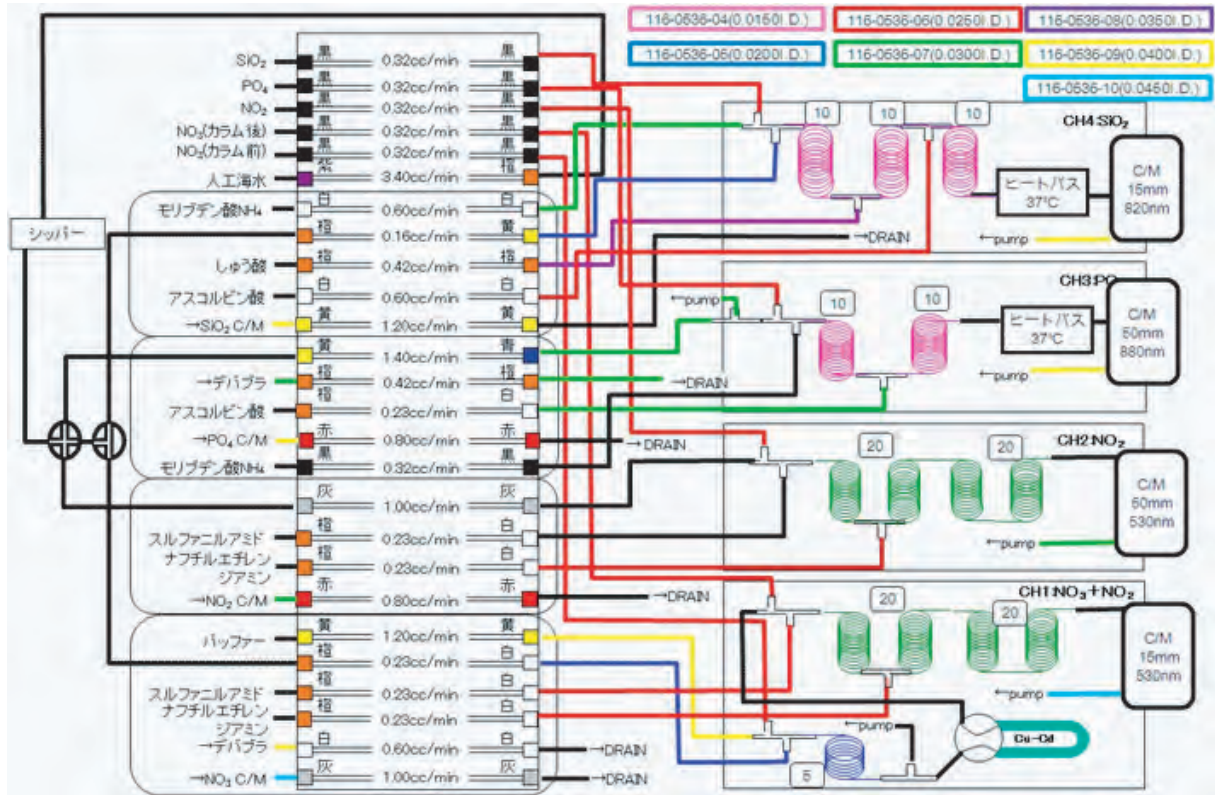 116-0536-04(0.0150I.D.)
116-0536-06(0.0250I.D.)
116-0536-08(0.0350I.D.)
116-0536-05(0.0200I.D.)
116-0536-07(0.0300I.D.)
116-0536-09(0.0400I.D.)
116-0536-10(0.0450I.D.)
SiO₂ 黒 0.32cc/min 黒
PO₄ 黒 0.32cc/min 黒
NO₂ 黒 0.32cc/min 黒
NO₃(カラム後) 黒 0.32cc/min 黒
NO₃(カラム前) 黒 0.32cc/min 黒
人工海水 紫 3.40cc/min 橙
モリブデン酸NH₄ 白 0.60cc/min 白
橙 0.16cc/min 黄
しゅう酸 橙 0.42cc/min 橙
アスコルビン酸 白 0.60cc/min 白
→SiO₂ C/M 黄 1.20cc/min 黄
黄 1.40cc/min 青
→デバブラ 橙 0.42cc/min 橙
アスコルビン酸 橙 0.23cc/min 白
→PO₄ C/M 赤 0.80cc/min 赤
モリブデン酸NH₄ 黒 0.32cc/min 黒
灰 1.00cc/min 灰
スルファニルアミド 橙 0.23cc/min 白
ナフチルエチレン
ジアミン 橙 0.23cc/min 白
→NO₂ C/M 赤 0.80cc/min 赤
バッファー 黄 1.20cc/min 黄
橙 0.23cc/min 白
スルファニルアミド 橙 0.23cc/min 白
ナフチルエチレン
ジアミン 橙 0.23cc/min 白
→デバブラ 白 0.60cc/min 白
→NO₃ C/M 灰 1.00cc/min 灰
シッパー
→DRAIN
→DRAIN
→DRAIN
→DRAIN
→DRAIN
→DRAIN
CH4:SiO₂
10
10
10
ヒートバス
37℃
C/M
15mm
820nm
←pump
CH3:PO
←pump
10
10
ヒートバス
37℃
C/M
50mm
880nm
←pump
CH2:NO₂
20
20
C/M
50mm
530nm
←pump
CH1:NO₃+NO₂
20
20
C/M
15mm
530nm
←pump
←pump
Cu-Cd
5